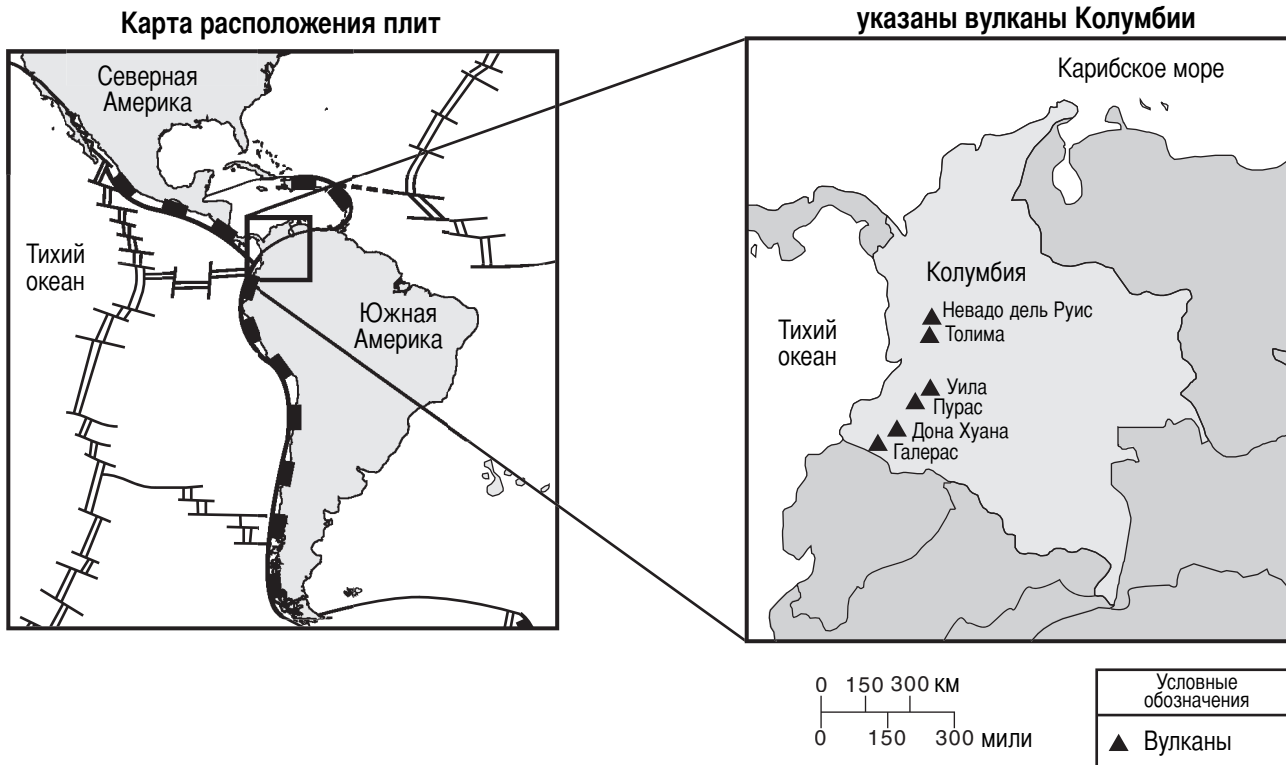 Карта расположения плит
указаны вулканы Колумбии
Северная
Америка
Тихий
океан
Южная
Америка
Карибское море
Колумбия
Невадо дель Руис
Толима
Тихий
океан
Уила
Пурас
Дона Хуана
Галерас
0 150 300 км
0 150 300 мили
Условные
обозначения
Вулканы